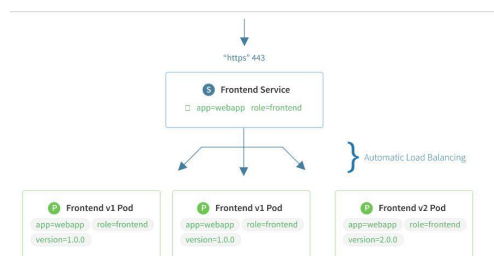 “https” 443
S Frontend Service
app=webapp role=frontend
Automatic Load Balancing
P Frontend v1 Pod
app=webapp role=frontend
version=1.0.0
P Frontend v1 Pod
app=webapp role=frontend
version=1.0.0
P Frontend v2 Pod
app=webapp role=frontend
version=2.0.0